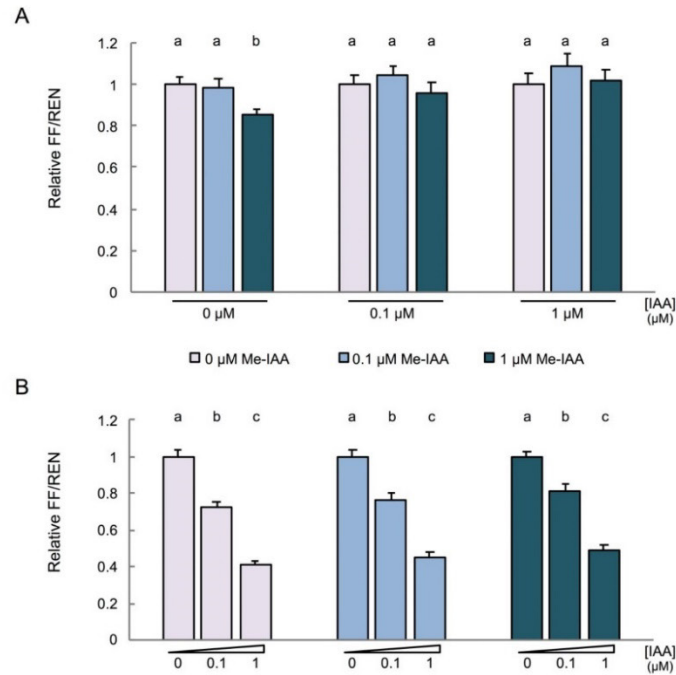 A
a a b a a a a a a
1.2
1
0.8
0.6
0.4
0.2
0
Relative FF/REN
0 µM 0.1 µM 1 µM [IAA]
(µM)
0 µM Me-IAA 0.1 µM Me-IAA 1 µM Me-IAA
B
1.2 a b c a b c a b c
1
0.8
0.6
0.4
0.2
0
Relative FF/REN
[IAA]
0 0.1 1 0 0.1 1 0 0.1 1 (µM)